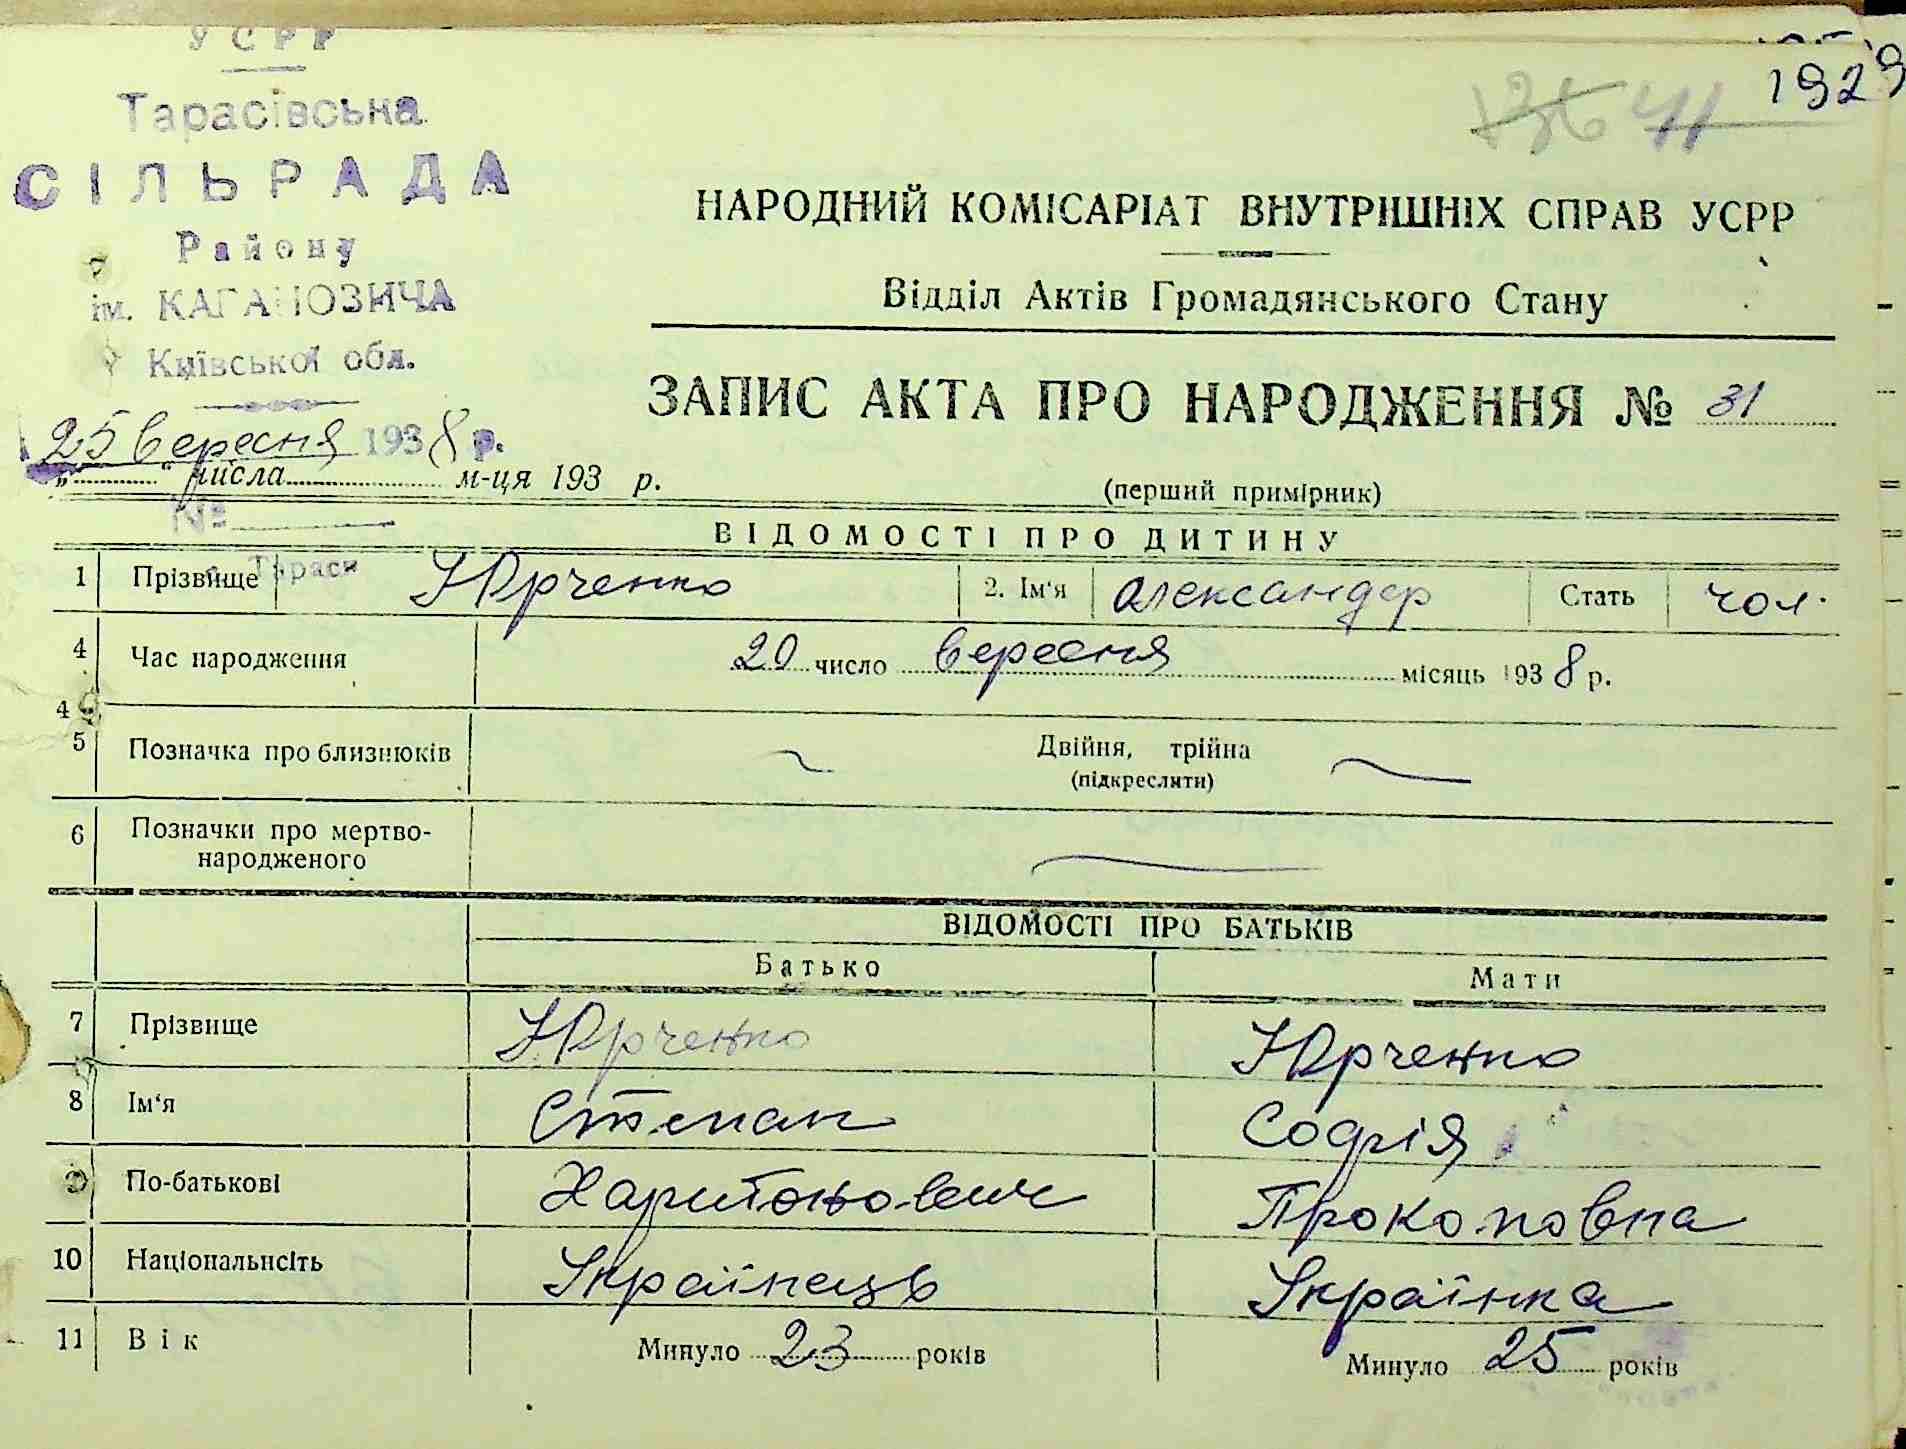 УСРР
Тарасівська
СІЛЬРАДА
Району
ім. КАГАНОВИЧА
Київської обл.
25 вересня 1938 р.
№
1929
41
НАРОДНИЙ КОМІСАРІАТ ВНУТРІШНІХ СПРАВ УСРР
Відділ Актів Громадянського Стану
ЗАПИС АКТА ПРО НАРОДЖЕННЯ № 31
„ “ числа м-ця 193 р.
(перший примірник)
ВІДОМОСТІ ПРО ДИТИНУ
1 Прізвище Юрченко 2. Ім‘я Александер Стать чол.
4 Час народження 20 число вересня місяць 1938 р.
4
5 Позначка про близнюків Двійня, трійна
(підкреслити)
6 Позначки про мертво-
народженого
ВІДОМОСТІ ПРО БАТЬКІВ
Батько Мати
7 Прізвище Юрченко Юрченко
8 Ім‘я Степан Софія
9 По-батькові Харитонович Прокоповна
10 Національнсіть Українець Українка
11 Вік Минуло 23 років Минуло 25 років